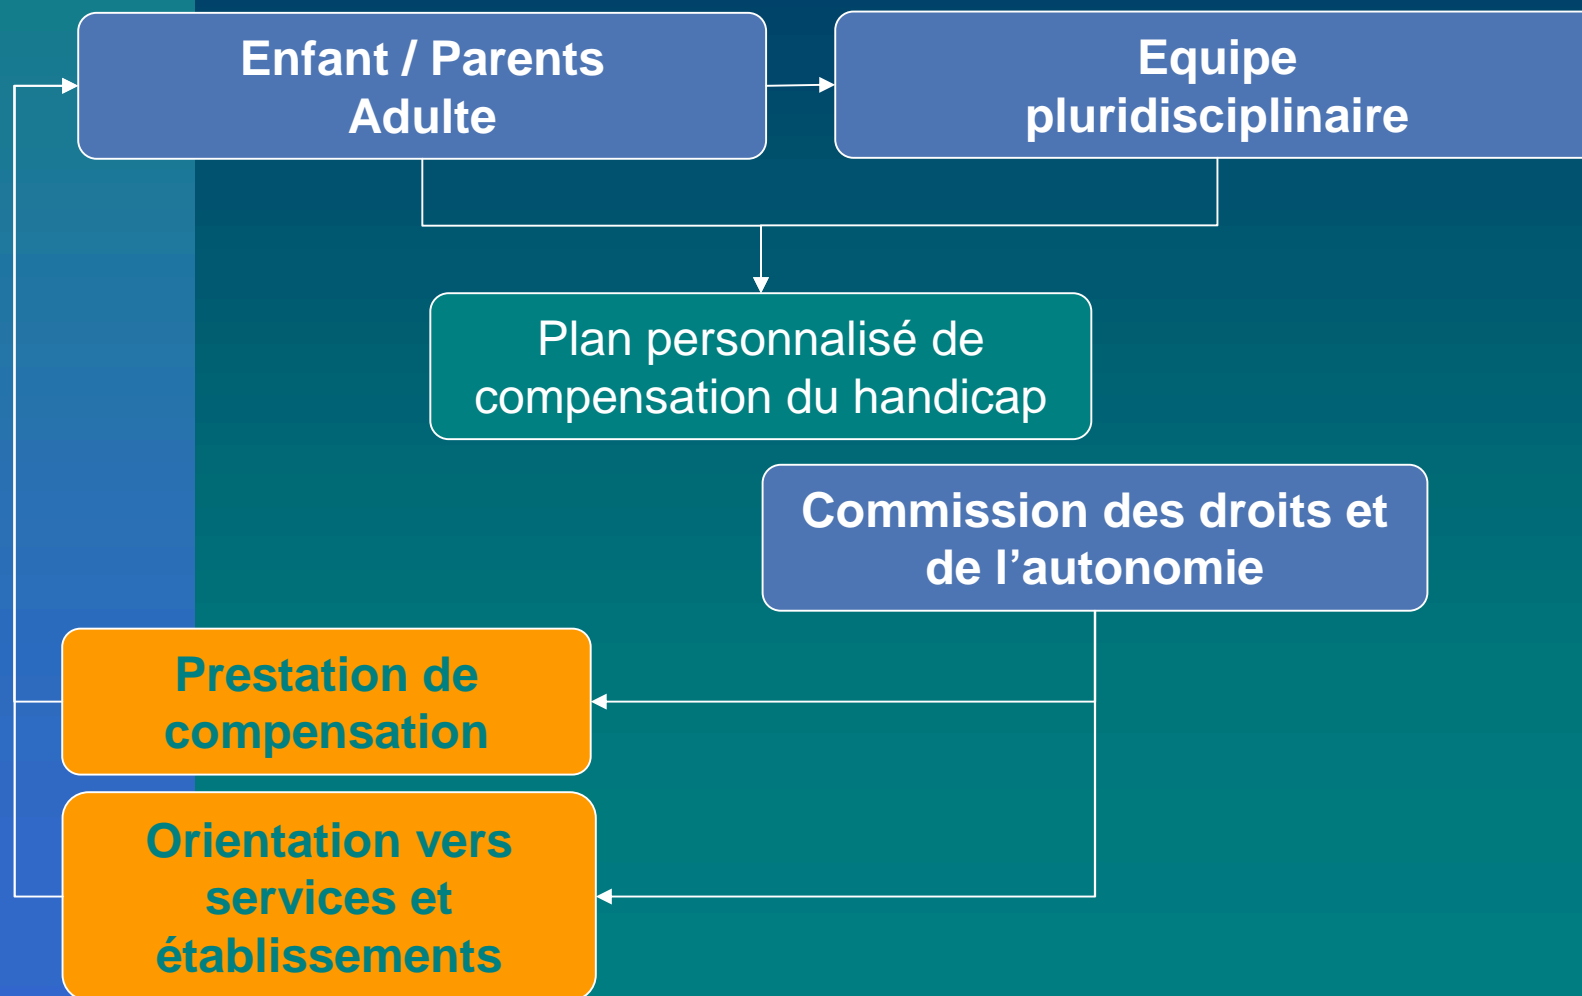 Enfant / Parents
Adulte
Equipe
pluridisciplinaire
Plan personnalisé de
compensation du handicap
Commission des droits et
de l’autonomie
Prestation de
compensation
Orientation vers
services et
établissements